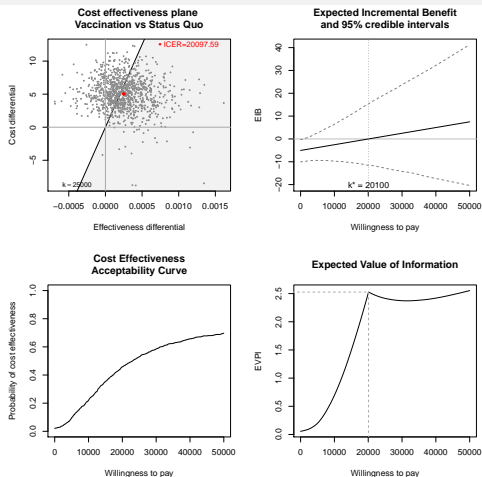 Cost effectiveness plane
Vaccination vs Status Quo
ICER=20097.59
10
5
0
−5
Cost differential
k = 25000
−0.0005 0.0000 0.0005 0.0010 0.0015
Effectiveness differential
Expected Incremental Benefit
and 95% credible intervals
40
30
20
10
0
−10
−20
EIB
k* = 20100
0 10000 20000 30000 40000 50000
Willingness to pay
Cost Effectiveness
Acceptability Curve
1.0
0.8
0.6
0.4
0.2
0.0
Probability of cost effectiveness
0 10000 20000 30000 40000 50000
Willingness to pay
Expected Value of Information
2.5
2.0
1.5
1.0
0.5
0.0
EVPI
0 10000 20000 30000 40000 50000
Willingness to pay